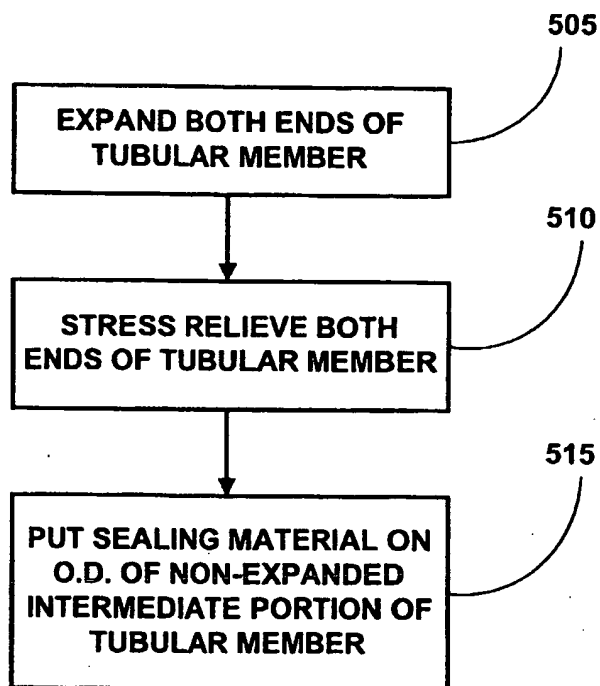 505
EXPAND BOTH ENDS OF
TUBULAR MEMBER
510
STRESS RELIEVE BOTH
ENDS OF TUBULAR MEMBER
515
PUT SEALING MATERIAL ON
O.D. OF NON-EXPANDED
INTERMEDIATE PORTION OF
TUBULAR MEMBER